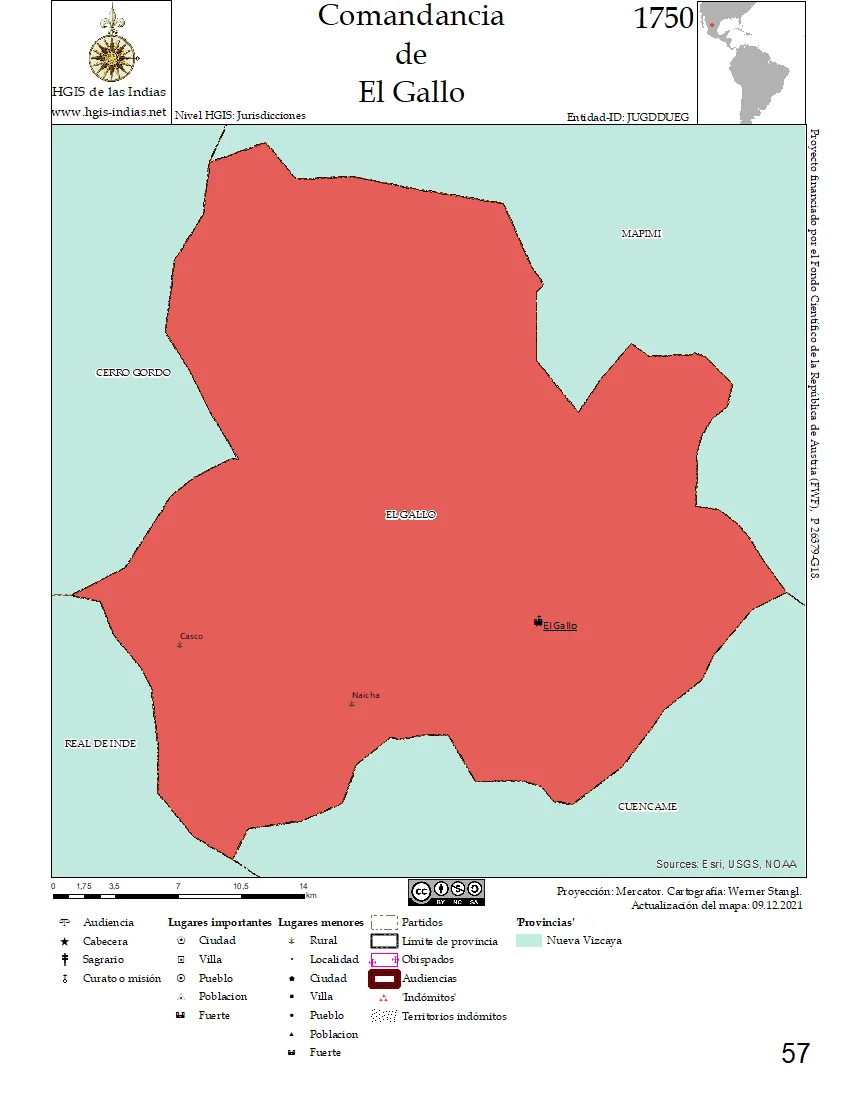 Comandancia
de
El Gallo
1750
HGIS de las Indias
www.hgis-indias.net
Nivel HGIS: Jurisdicciones
Entidad-ID: JUGDDUEG
Proyecto financiado por el Fondo Científico de la República de Austria (FWF), P 26379-G18.
MAPIMI
CERRO GORDO
EL GALLO
El Gallo
Casco
Naicha
REAL DE INDE
CUENCAME
Sources: Esri, USGS, NOAA
0 1,75 3,5 7 10,5 14
km
cc
BY NC SA
Proyección: Mercator. Cartografía: Werner Stangl.
Actualización del mapa: 09.12.2021
Audiencia
Cabecera
Sagrario
Curato o misión
Lugares importantes
Ciudad
Villa
Pueblo
Poblacion
Fuerte
Lugares menores
Rural
Localidad
Ciudad
Villa
Pueblo
Poblacion
Fuerte
Partidos
Límite de provincia
Obispados
Audiencias
'Indómitos'
Territorios indómitos
'Provincias'
Nueva Vizcaya
57